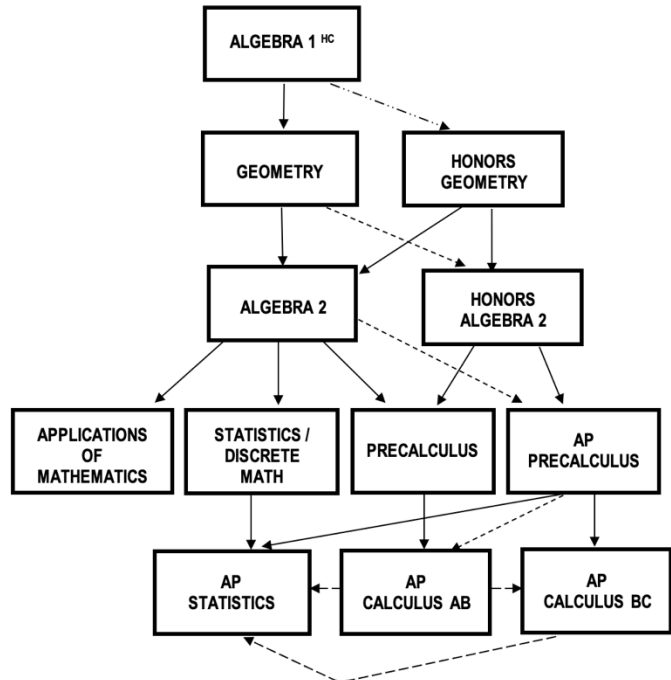 ALGEBRA 1 HC
GEOMETRY
HONORS
GEOMETRY
ALGEBRA 2
HONORS
ALGEBRA 2
APPLICATIONS
OF
MATHEMATICS
STATISTICS /
DISCRETE
MATH
PRECALCULUS
AP
PRECALCULUS
AP
STATISTICS
AP
CALCULUS AB
AP
CALCULUS BC